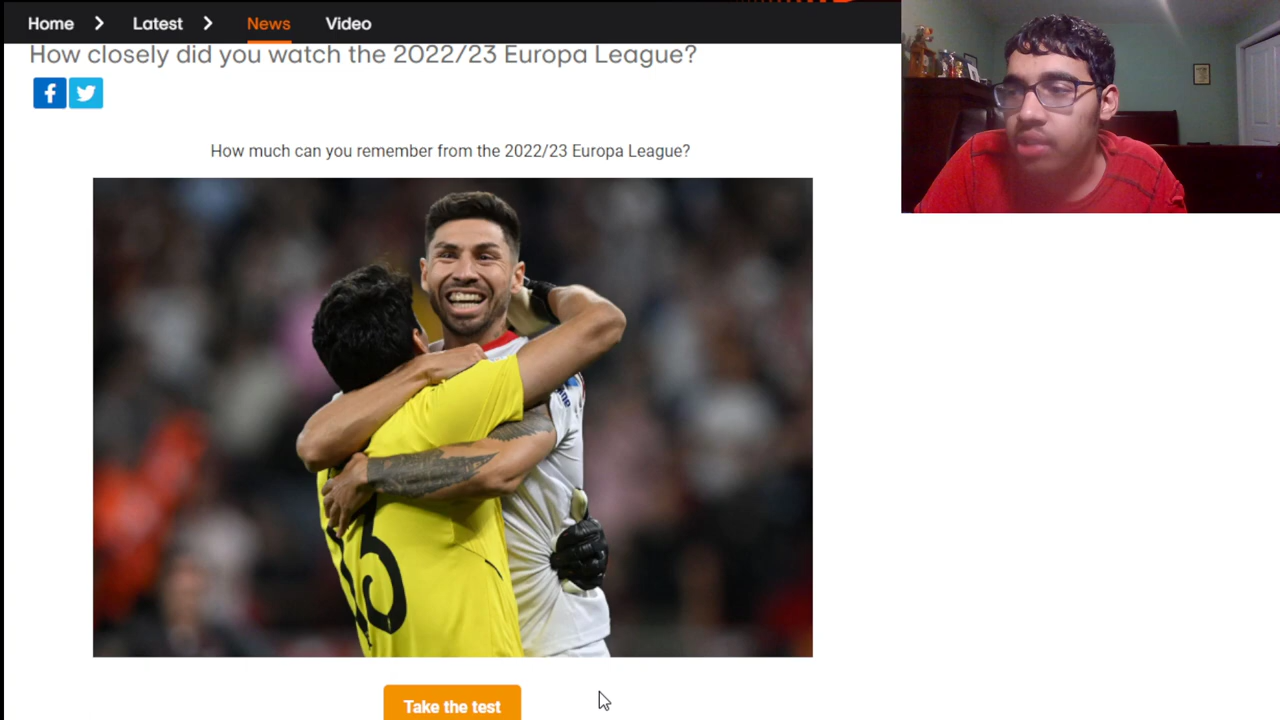 Home > Latest > News Video
How closely did you watch the 2022/23 Europa League?
How much can you remember from the 2022/23 Europa League?
13
Take the test